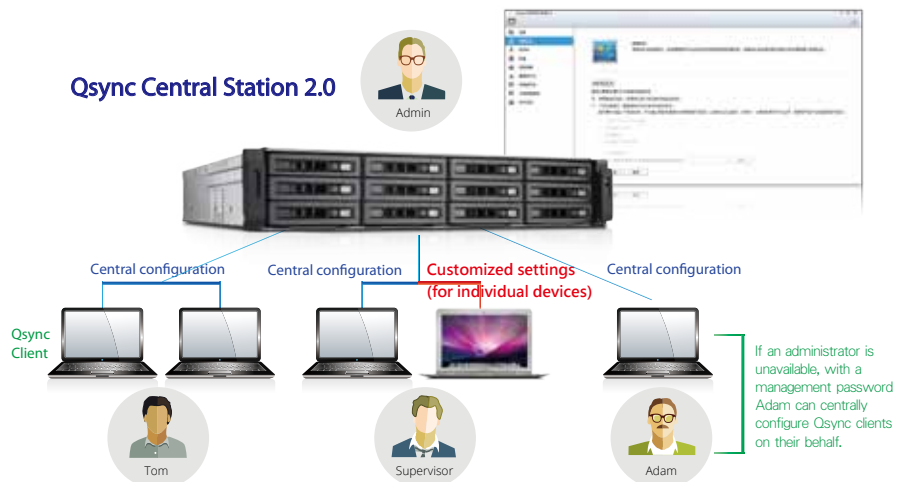 Qsync Central Station 2.0
Admin
Central configuration
Central configuration
Customized settings
(for individual devices)
Central configuration
Qsync
Client
If an administrator is
unavailable, with a
management password
Adam can centrally
configure Qsync clients
on their behalf.
Tom
Supervisor
Adam